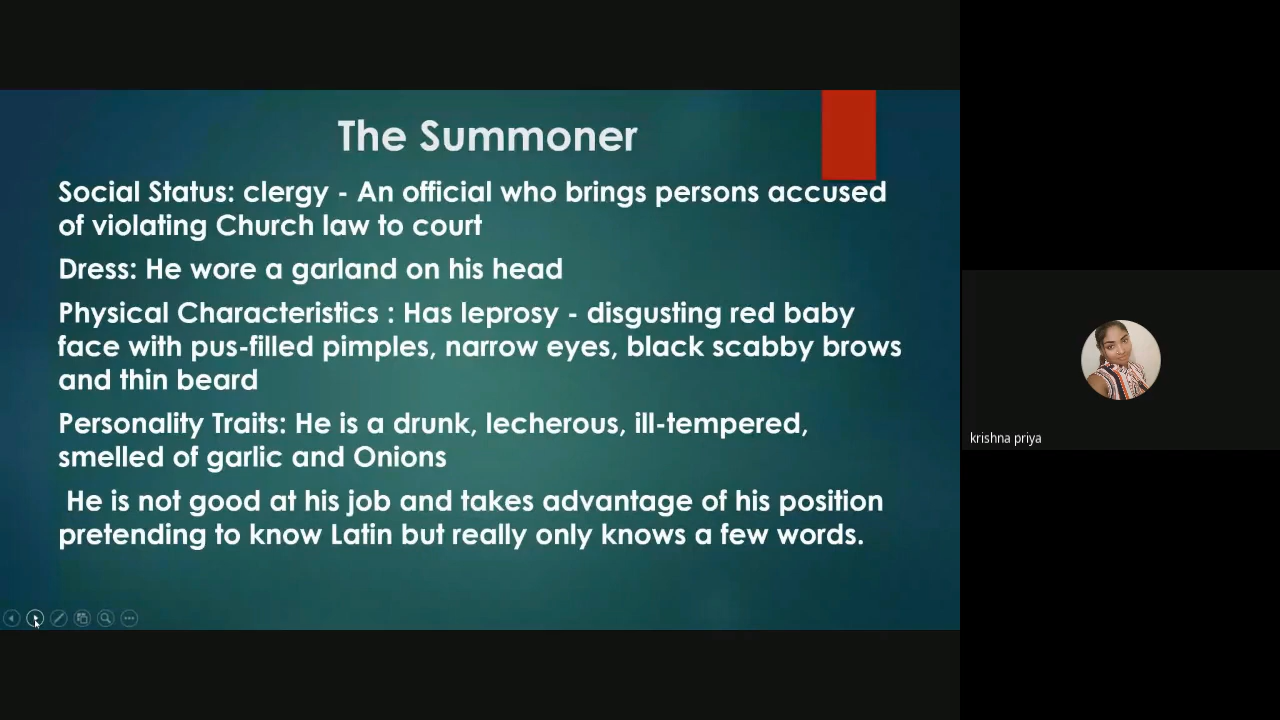 The Summoner
Social Status: clergy - An official who brings persons accused
of violating Church law to court
Dress: He wore a garland on his head
Physical Characteristics : Has leprosy - disgusting red baby
face with pus-filled pimples, narrow eyes, black scabby brows
and thin beard
Personality Traits: He is a drunk, lecherous, ill-tempered,
smelled of garlic and Onions
He is not good at his job and takes advantage of his position
pretending to know Latin but really only knows a few words.
krishna priya